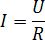 I = U/R